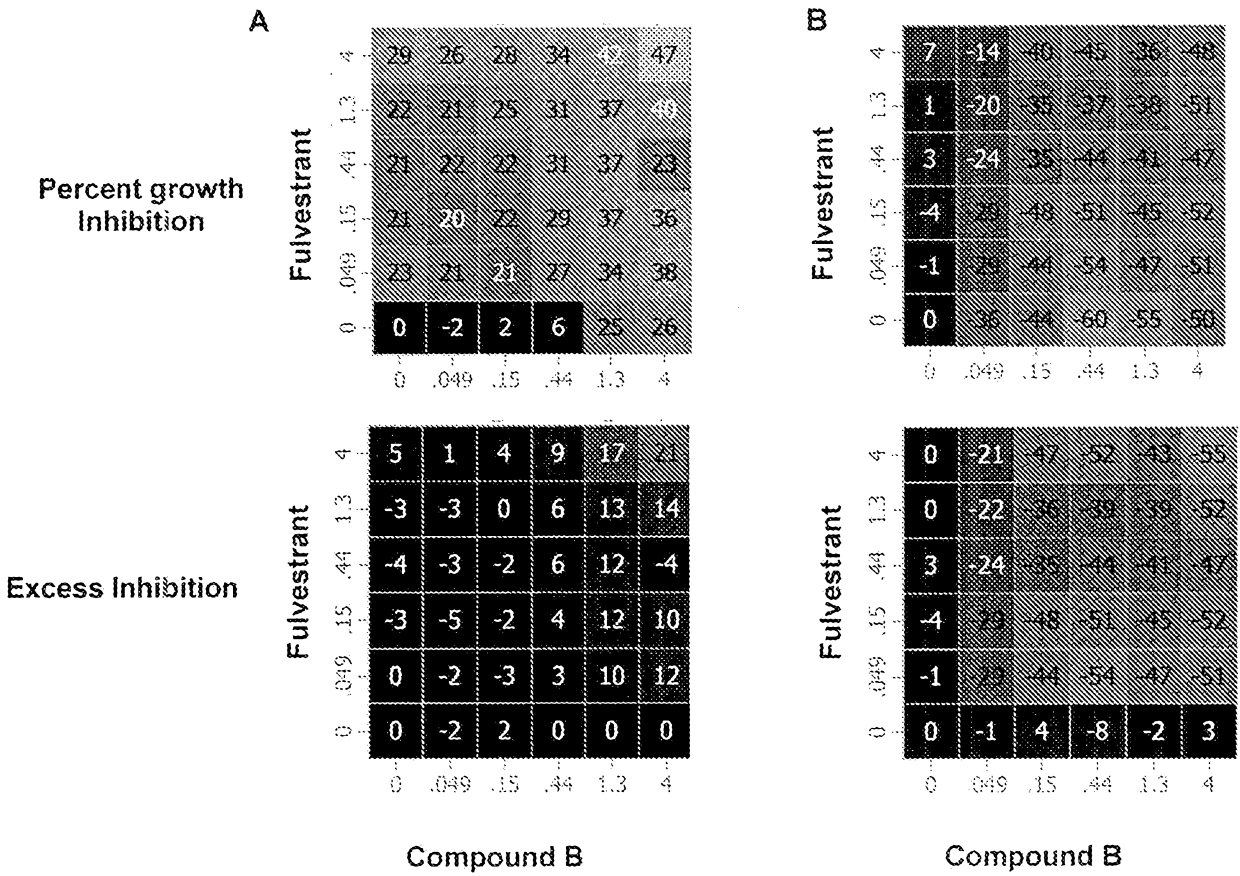 A
B
Percent growth
Inhibition
Fulvestrant
4 29 26 28 34 42 47
1.3 22 21 25 31 37 40
.44 21 22 22 31 37 23
.15 21 20 22 29 37 36
.049 23 21 21 27 34 38
0 0 -2 2 6 25 26
0 .049 .15 .44 1.3 4
Fulvestrant
4 7 -14 -40 -45 -36 -48
1.3 1 -20 -35 -37 -38 -51
.44 3 -24 -35 -44 -41 -47
.15 -4 -29 -48 -51 -45 -52
.049 -1 -29 -44 -54 -47 -51
0 0 -36 -44 -60 -55 -50
0 .049 .15 .44 1.3 4
Excess Inhibition
Fulvestrant
4 5 1 4 9 17 21
1.3 -3 -3 0 6 13 14
.44 -4 -3 -2 6 12 -4
.15 -3 -5 -2 4 12 10
.049 0 -2 -3 3 10 12
0 0 -2 2 0 0 0
0 .049 .15 .44 1.3 4
Compound B
Fulvestrant
4 0 -21 -47 -52 -43 -55
1.3 0 -22 -36 -39 -39 -52
.44 3 -24 -35 -44 -41 -47
.15 -4 -29 -48 -51 -45 -52
.049 -1 -29 -44 -54 -47 -51
0 0 -1 4 -8 -2 3
0 .049 .15 .44 1.3 4
Compound B